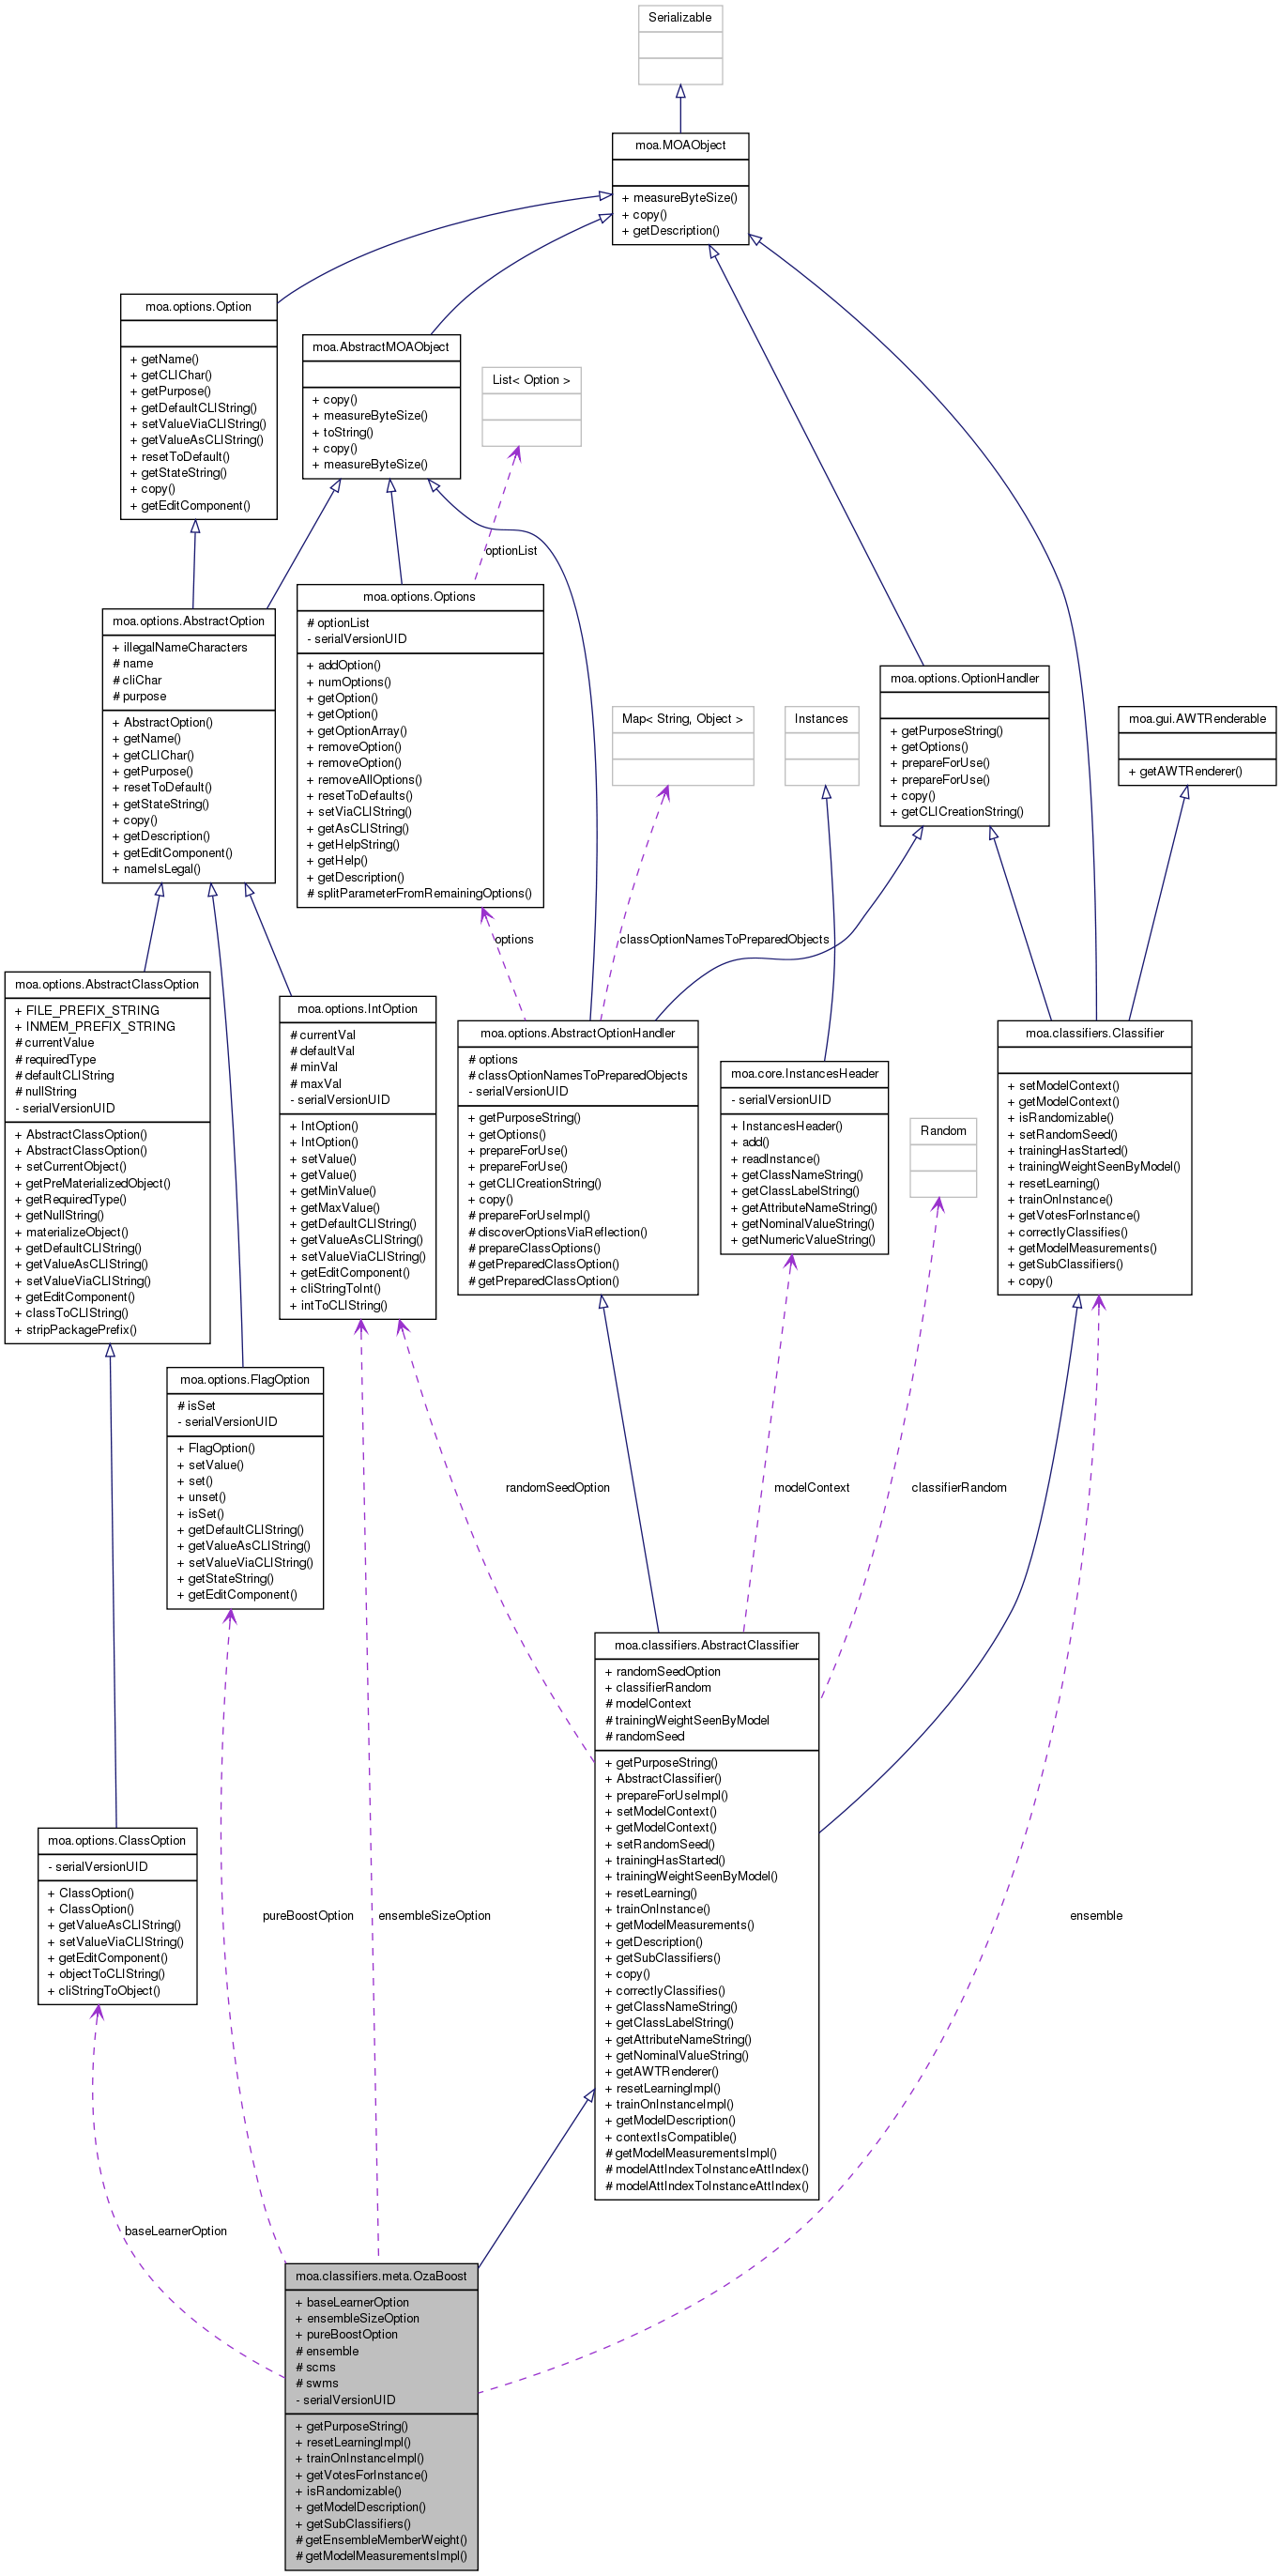 Serializable
moa.MOAObject
+ measureByteSize()
+ copy()
+ getDescription()
moa.options.Option
+ getName()
+ getCLIChar()
+ getPurpose()
+ getDefaultCLIString()
+ setValueViaCLIString()
+ getValueAsCLIString()
+ resetToDefault()
+ getStateString()
+ copy()
+ getEditComponent()
moa.AbstractMOAObject
+ copy()
+ measureByteSize()
+ toString()
+ copy()
+ measureByteSize()
List< Option >
optionList
moa.options.AbstractOption
+ illegalNameCharacters
# name
# cliChar
# purpose
+ AbstractOption()
+ getName()
+ getCLIChar()
+ getPurpose()
+ resetToDefault()
+ getStateString()
+ copy()
+ getDescription()
+ getEditComponent()
+ nameIsLegal()
moa.options.Options
# optionList
- serialVersionUID
+ addOption()
+ numOptions()
+ getOption()
+ getOption()
+ getOptionArray()
+ removeOption()
+ removeOption()
+ removeAllOptions()
+ resetToDefaults()
+ setViaCLIString()
+ getAsCLIString()
+ getHelpString()
+ getHelp()
+ getDescription()
# splitParameterFromRemainingOptions()
Map< String, Object >
Instances
moa.options.OptionHandler
+ getPurposeString()
+ getOptions()
+ prepareForUse()
+ prepareForUse()
+ copy()
+ getCLICreationString()
moa.gui.AWTRenderable
+ getAWTRenderer()
options
classOptionNamesToPreparedObjects
moa.options.AbstractClassOption
+ FILE_PREFIX_STRING
+ INMEM_PREFIX_STRING
# currentValue
# requiredType
# defaultCLIString
# nullString
- serialVersionUID
+ AbstractClassOption()
+ AbstractClassOption()
+ setCurrentObject()
+ getPreMaterializedObject()
+ getRequiredType()
+ getNullString()
+ materializeObject()
+ getDefaultCLIString()
+ getValueAsCLIString()
+ setValueViaCLIString()
+ getEditComponent()
+ classToCLIString()
+ stripPackagePrefix()
moa.options.IntOption
# currentVal
# defaultVal
# minVal
# maxVal
- serialVersionUID
+ IntOption()
+ IntOption()
+ setValue()
+ getValue()
+ getMinValue()
+ getMaxValue()
+ getDefaultCLIString()
+ getValueAsCLIString()
+ setValueViaCLIString()
+ getEditComponent()
+ cliStringToInt()
+ intToCLIString()
moa.options.AbstractOptionHandler
# options
# classOptionNamesToPreparedObjects
- serialVersionUID
+ getPurposeString()
+ getOptions()
+ prepareForUse()
+ prepareForUse()
+ getCLICreationString()
+ copy()
# prepareForUseImpl()
# discoverOptionsViaReflection()
# prepareClassOptions()
# getPreparedClassOption()
# getPreparedClassOption()
moa.core.InstancesHeader
- serialVersionUID
+ InstancesHeader()
+ add()
+ readInstance()
+ getClassNameString()
+ getClassLabelString()
+ getAttributeNameString()
+ getNominalValueString()
+ getNumericValueString()
Random
moa.classifiers.Classifier
+ setModelContext()
+ getModelContext()
+ isRandomizable()
+ setRandomSeed()
+ trainingHasStarted()
+ trainingWeightSeenByModel()
+ resetLearning()
+ trainOnInstance()
+ getVotesForInstance()
+ correctlyClassifies()
+ getModelMeasurements()
+ getSubClassifiers()
+ copy()
moa.options.FlagOption
# isSet
- serialVersionUID
+ FlagOption()
+ setValue()
+ set()
+ unset()
+ isSet()
+ getDefaultCLIString()
+ getValueAsCLIString()
+ setValueViaCLIString()
+ getStateString()
+ getEditComponent()
randomSeedOption
modelContext
classifierRandom
moa.classifiers.AbstractClassifier
+ randomSeedOption
+ classifierRandom
# modelContext
# trainingWeightSeenByModel
# randomSeed
+ getPurposeString()
+ AbstractClassifier()
+ prepareForUseImpl()
+ setModelContext()
+ getModelContext()
+ setRandomSeed()
+ trainingHasStarted()
+ trainingWeightSeenByModel()
+ resetLearning()
+ trainOnInstance()
+ getModelMeasurements()
+ getDescription()
+ getSubClassifiers()
+ copy()
+ correctlyClassifies()
+ getClassNameString()
+ getClassLabelString()
+ getAttributeNameString()
+ getNominalValueString()
+ getAWTRenderer()
+ resetLearningImpl()
+ trainOnInstanceImpl()
+ getModelDescription()
+ contextIsCompatible()
# getModelMeasurementsImpl()
# modelAttIndexToInstanceAttIndex()
# modelAttIndexToInstanceAttIndex()
moa.options.ClassOption
- serialVersionUID
+ ClassOption()
+ ClassOption()
+ getValueAsCLIString()
+ setValueViaCLIString()
+ getEditComponent()
+ objectToCLIString()
+ cliStringToObject()
pureBoostOption
ensembleSizeOption
ensemble
baseLearnerOption
moa.classifiers.meta.OzaBoost
+ baseLearnerOption
+ ensembleSizeOption
+ pureBoostOption
# ensemble
# scms
# swms
- serialVersionUID
+ getPurposeString()
+ resetLearningImpl()
+ trainOnInstanceImpl()
+ getVotesForInstance()
+ isRandomizable()
+ getModelDescription()
+ getSubClassifiers()
# getEnsembleMemberWeight()
# getModelMeasurementsImpl()